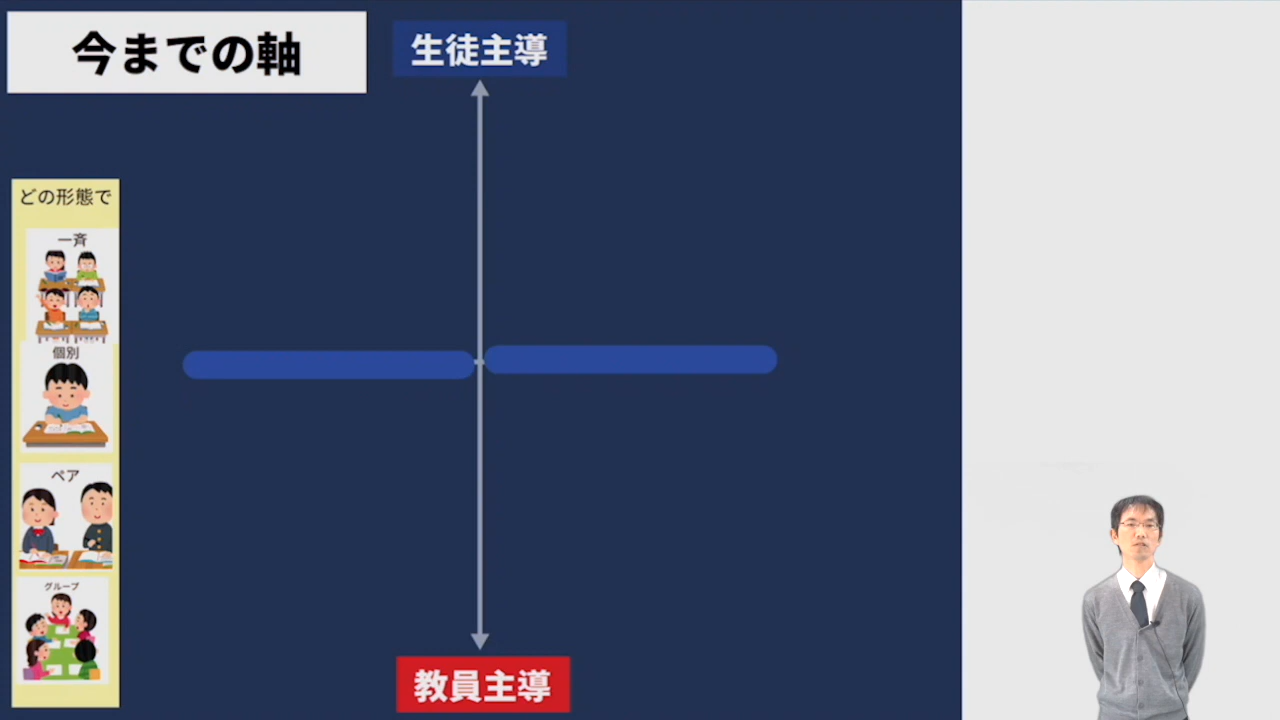 今までの軸
生徒主導
どの形態で
一斉
個別
ペア
グループ
教員主導